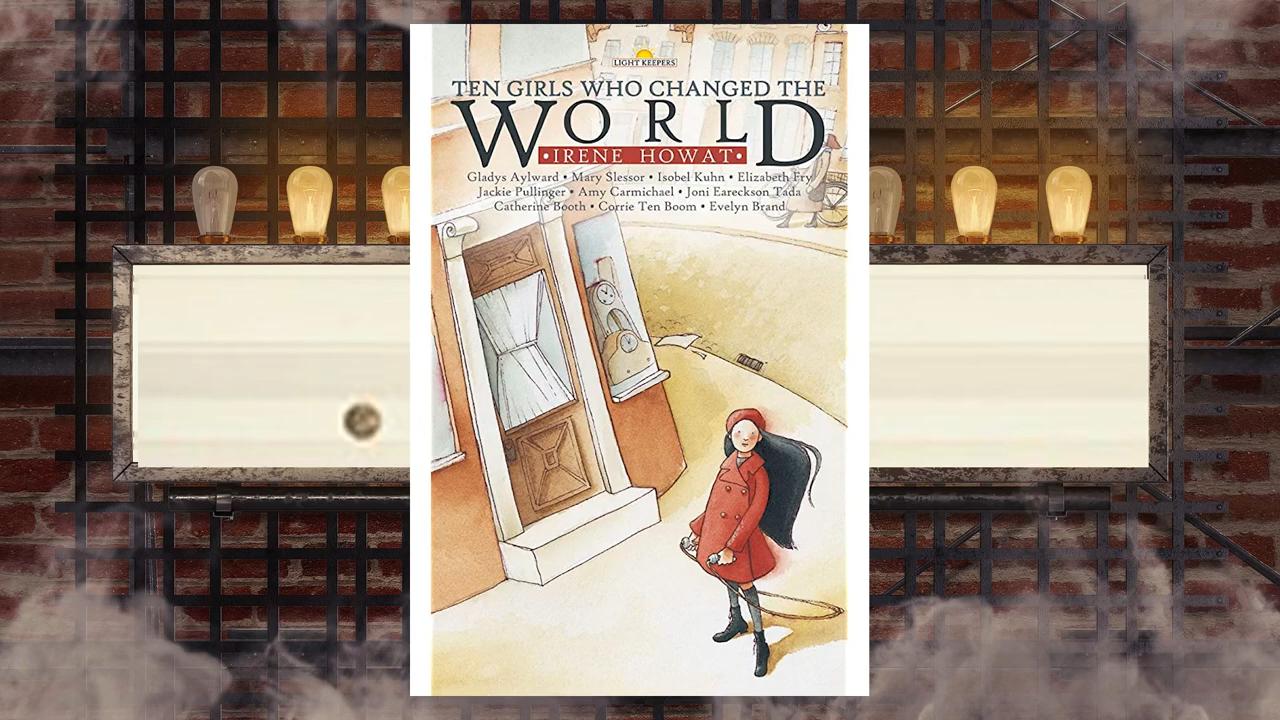 LIGHT KEEPERS
TEN GIRLS WHO CHANGED THE
WORLD
•IRENE HOWAT•
Gladys Aylward • Mary Slessor • Isobel Kuhn • Elizabeth Fry
Jackie Pullinger • Amy Carmichael • Joni Eareckson Tada
Catherine Booth • Corrie Ten Boom • Evelyn Brand